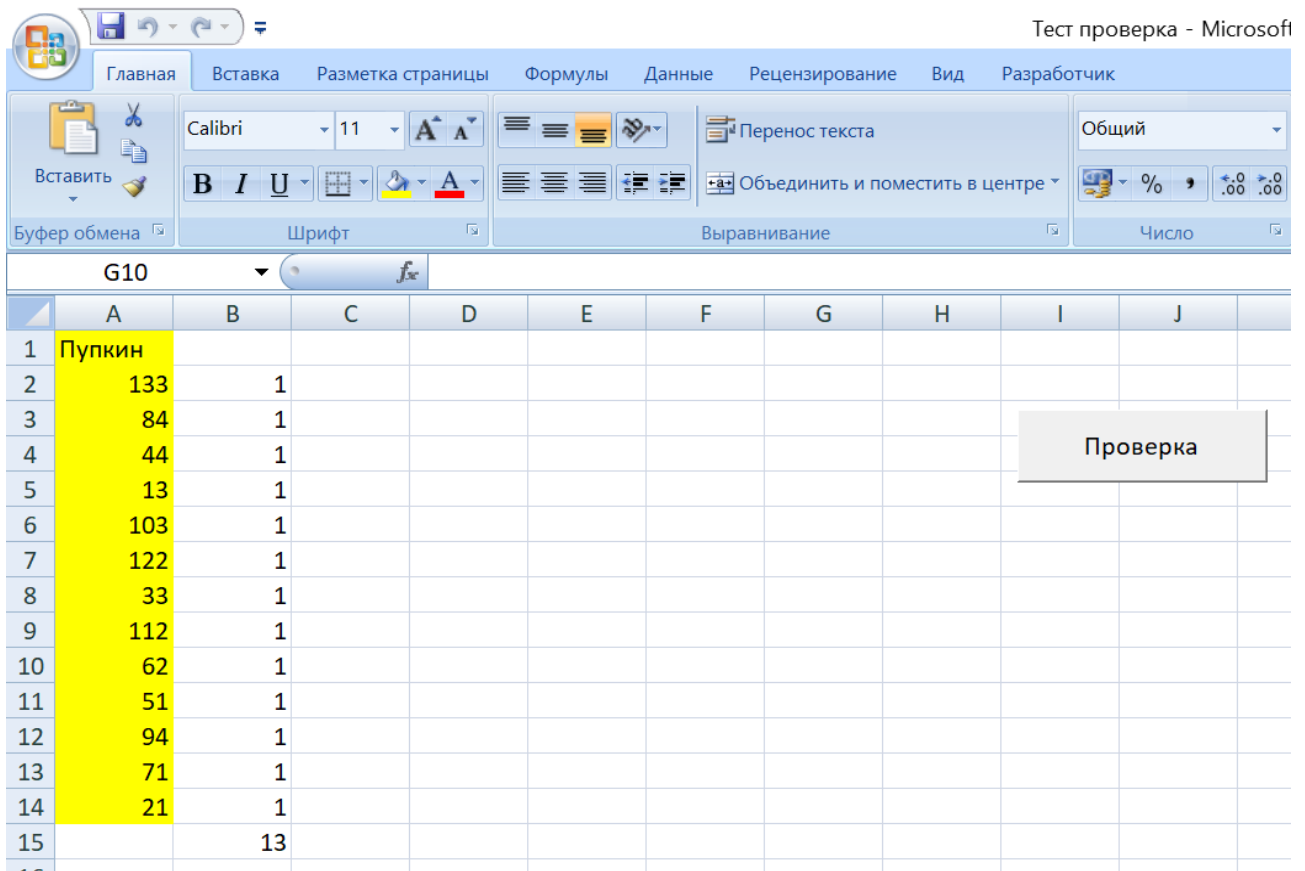 Тест проверка - Microsoft
Главная Вставка Разметка страницы Формулы Данные Рецензирование Вид Разработчик
Вставить
Calibri 11
Ж К Ч
Перенос текста
Объединить и поместить в центре
Общий
% ,00 ,0
Буфер обмена Шрифт Выравнивание Число
G10 fx
A B C D E F G H I J
1 Пупкин
2 133 1
3 84 1
Проверка
4 44 1
5 13 1
6 103 1
7 122 1
8 33 1
9 112 1
10 62 1
11 51 1
12 94 1
13 71 1
14 21 1
15 13